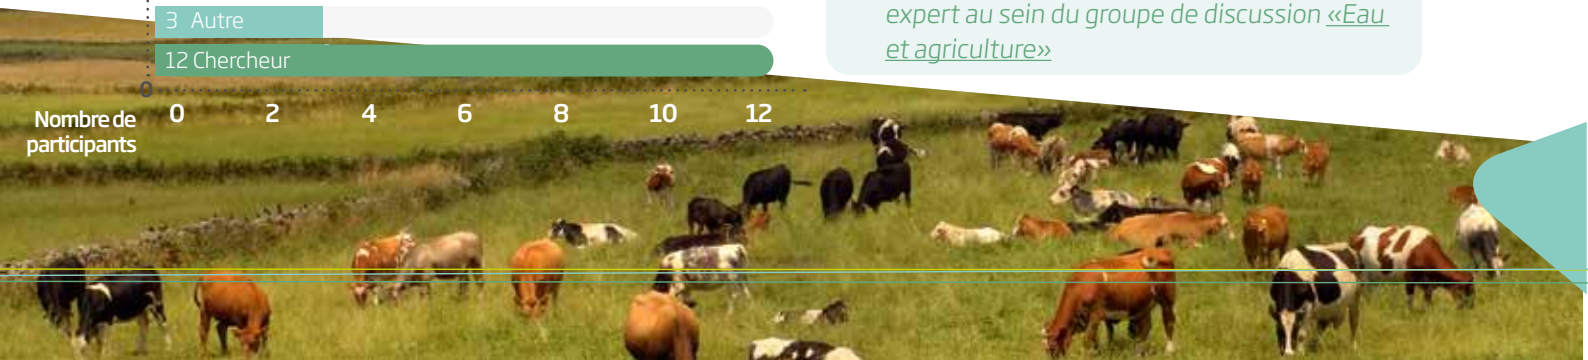 3 Autre
12 Chercheur
0
0 2 4 6 8 10 12
Nombre de
participants
expert au sein du groupe de discussion «Eau
et agriculture»